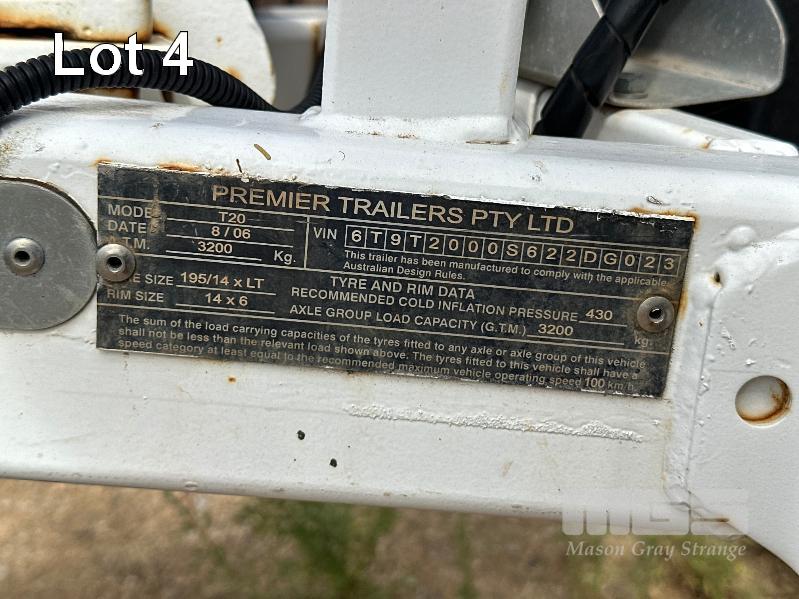 Lot 4
PREMIER TRAILERS PTY LTD
MODE T20
DATE 8/06
T.M. 3200 Kg.
VIN 6T9T2000S622DG023
This trailer has been manufactured to comply with the applicable
Australian Design Rules.
TYRE AND RIM DATA
E SIZE 195/14 x LT
RIM SIZE 14 x 6
RECOMMENDED COLD INFLATION PRESSURE 430
AXLE GROUP LOAD CAPACITY (G.T.M.) 3200 kg.
The sum of the load carrying capacities of the tyres fitted to any axle or axle group of this vehicle
shall not be less than the relevant load shown above. The tyres fitted to this vehicle shall have a
speed category at least equal to the recommended maximum vehicle operating speed 100 km/h
MGS
Mason Gray Strange